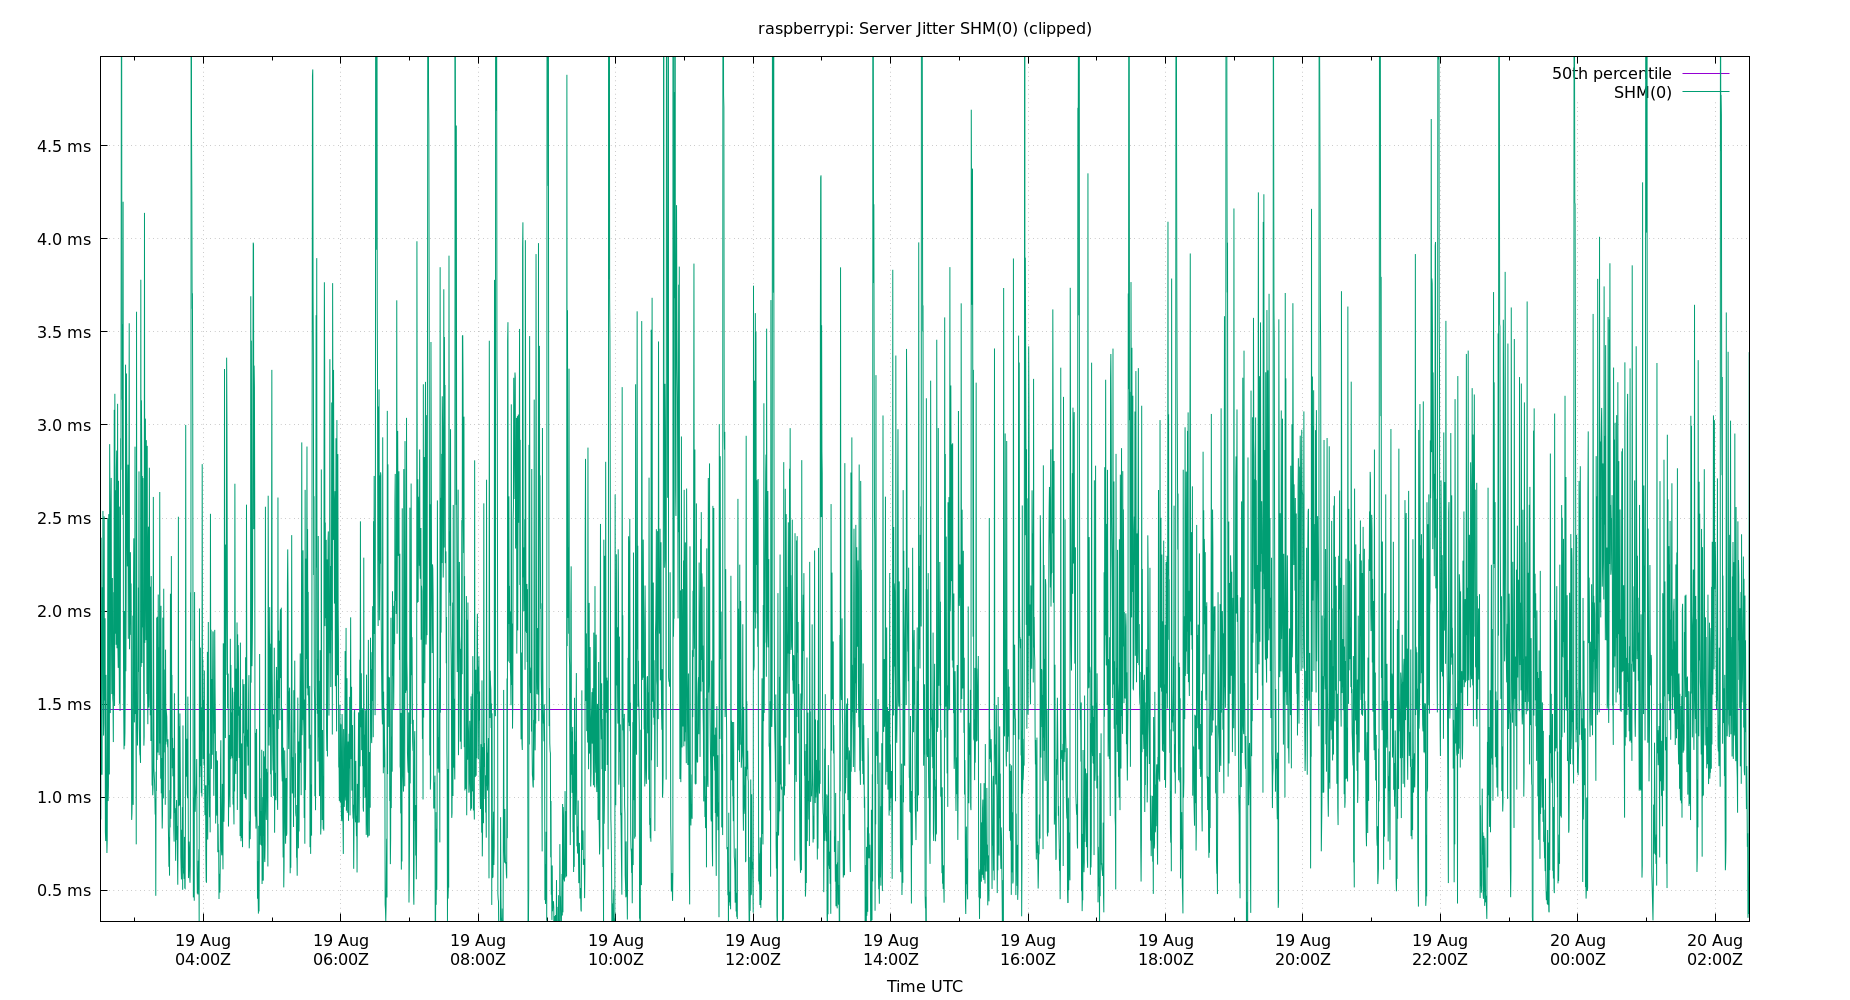 raspberrypi: Server Jitter SHM(0) (clipped)
50th percentile
SHM(0)
4.5 ms
4.0 ms
3.5 ms
3.0 ms
2.5 ms
2.0 ms
1.5 ms
1.0 ms
0.5 ms
19 Aug 19 Aug 19 Aug 19 Aug 19 Aug 19 Aug 19 Aug 19 Aug 19 Aug 19 Aug 20 Aug 20 Aug
04:00Z 06:00Z 08:00Z 10:00Z 12:00Z 14:00Z 16:00Z 18:00Z 20:00Z 22:00Z 00:00Z 02:00Z
Time UTC